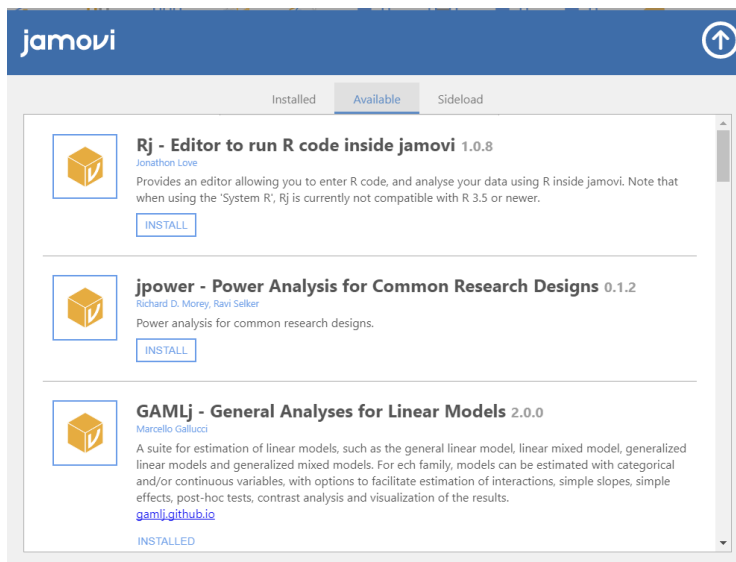 jamovi
Installed Available Sideload
Rj - Editor to run R code inside jamovi 1.0.8
Jonathon Love
Provides an editor allowing you to enter R code, and analyse your data using R inside jamovi. Note that
when using the 'System R', Rj is currently not compatible with R 3.5 or newer.
INSTALL
jpower - Power Analysis for Common Research Designs 0.1.2
Richard D. Morey, Ravi Selker
Power analysis for common research designs.
INSTALL
GAMLj - General Analyses for Linear Models 2.0.0
Marcello Gallucci
A suite for estimation of linear models, such as the general linear model, linear mixed model, generalized
linear models and generalized mixed models. For ech family, models can be estimated with categorical
and/or continuous variables, with options to facilitate estimation of interactions, simple slopes, simple
effects, post-hoc tests, contrast analysis and visualization of the results.
gamlj.github.io
INSTALLED